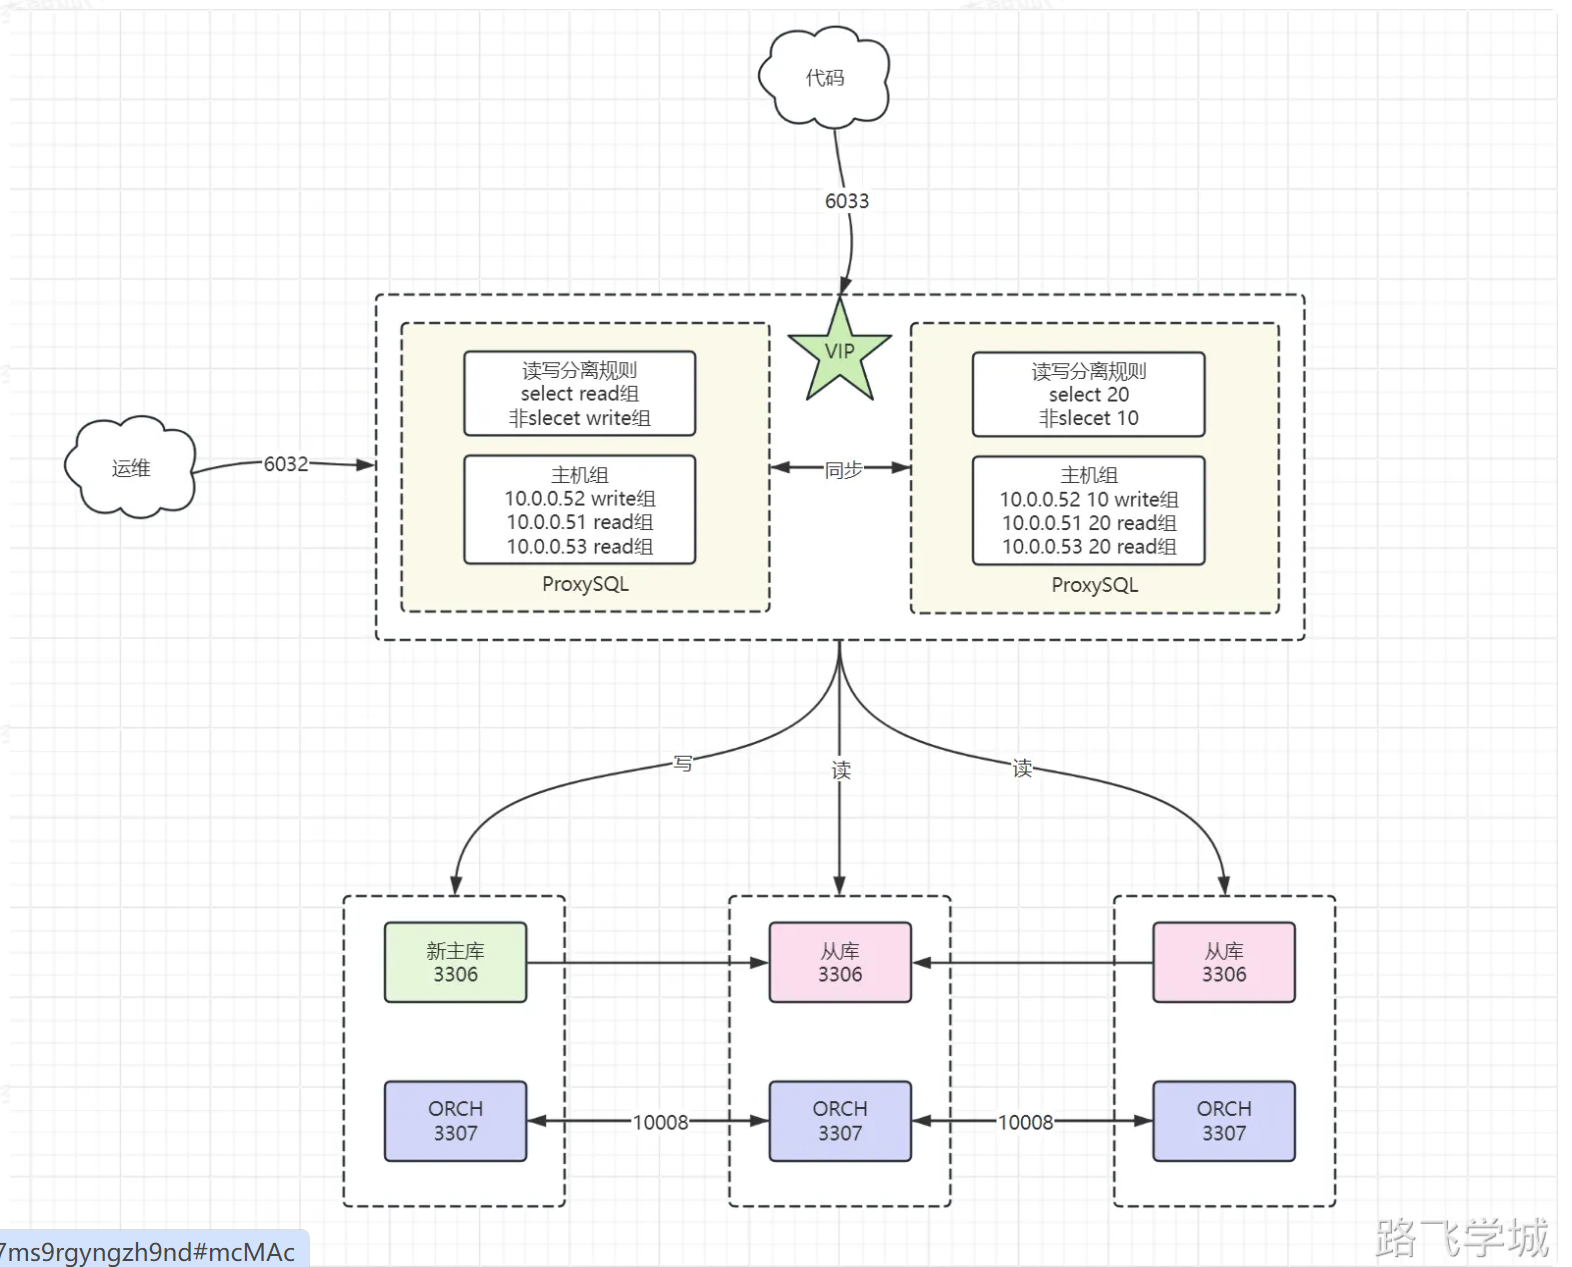 代码
6033
VIP
读写分离规则
select read组
非slecet write组
主机组
10.0.0.52 write组
10.0.0.51 read组
10.0.0.53 read组
ProxySQL
同步
读写分离规则
select 20
非slecet 10
主机组
10.0.0.52 10 write组
10.0.0.51 20 read组
10.0.0.53 20 read组
ProxySQL
运维
6032
写
读
读
新主库
3306
从库
3306
从库
3306
ORCH
3307
10008
ORCH
3307
10008
ORCH
3307
7ms9rgyngzh9nd#mcMAc
路飞学城